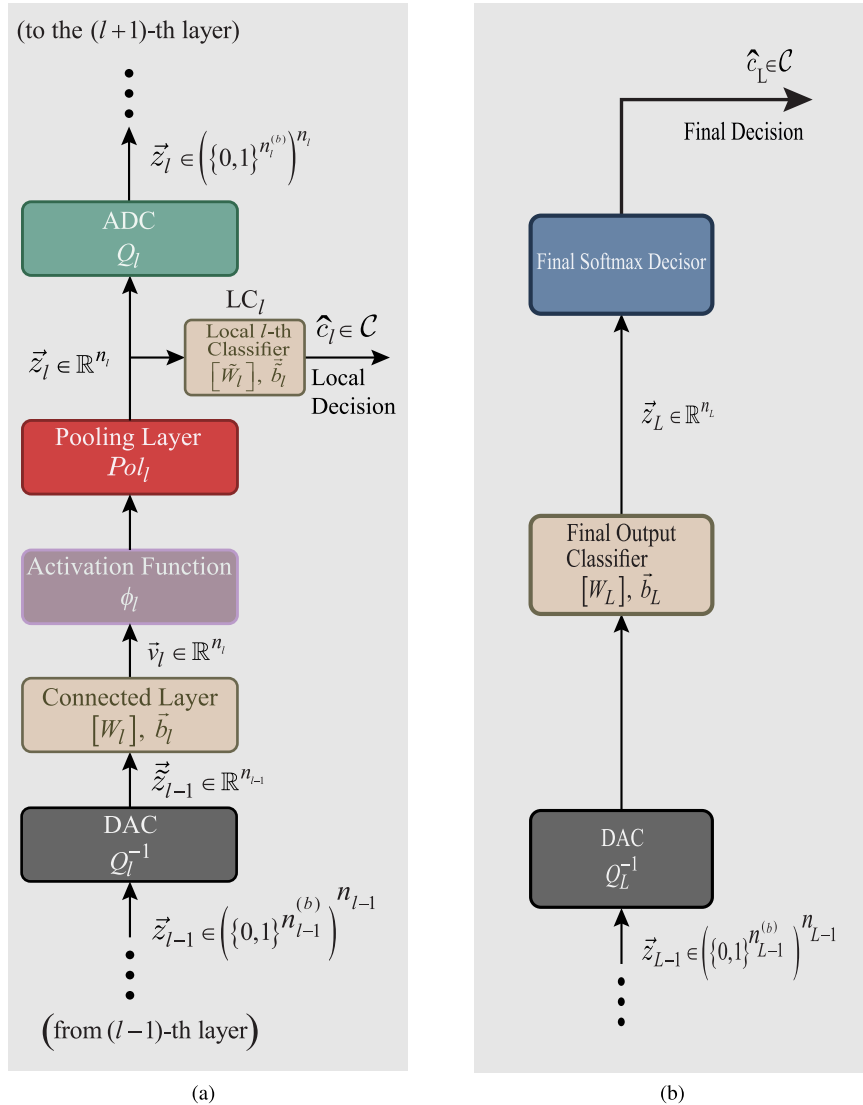 (to the (l+1)-th layer)
z⃗_l ∈ ({0,1}^{n_l^{(b)}})^{n_l}
ADC
Q_l
LC_l
Local l-th
Classifier
[W̃_l], b̃⃗_l
ĉ_l ∈ 𝒞
Local
Decision
z⃗_l ∈ ℝ^{n_l}
Pooling Layer
Pol_l
Activation Function
ϕ_l
v⃗_l ∈ ℝ^{n_l}
Connected Layer
[W_l], b⃗_l
z̃⃗_{l−1} ∈ ℝ^{n_{l−1}}
DAC
Q_l^{−1}
z⃗_{l−1} ∈ ({0,1}^{n_{l−1}^{(b)}})^{n_{l−1}}
(from (l−1)-th layer)
(a)
ĉ_L ∈ 𝒞
Final Decision
Final Softmax Decisor
z⃗_L ∈ ℝ^{n_L}
Final Output
Classifier
[W_L], b⃗_L
DAC
Q_L^{−1}
z⃗_{L−1} ∈ ({0,1}^{n_{L−1}^{(b)}})^{n_{L−1}}
(b)